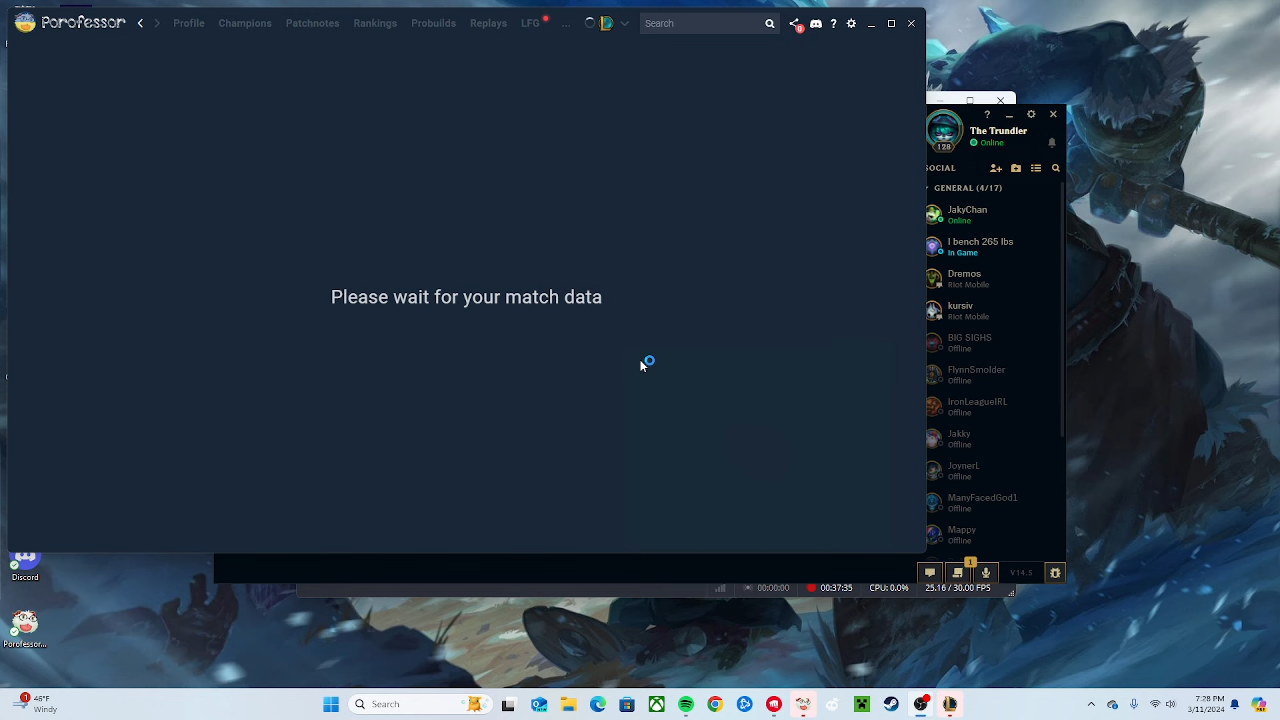 Porofessor Profile Champions Patchnotes Rankings Probuilds Replays LFG ... Search
0
?
128
The Trundler
Online
SOCIAL
GENERAL (4/17)
JakyChan
Online
I bench 265 lbs
In Game
Dremos
Riot Mobile
kursiv
Riot Mobile
BIG SIGHS
Offline
FlynnSmolder
Offline
IronLeagueIRL
Offline
Jakky
Offline
JoynerL
Offline
ManyFacedGod1
Offline
Mappy
Offline
1
V14.5
Please wait for your match data
00:00:00 00:37:35 CPU: 0.0% 25.16 / 30.00 FPS
Discord
Porofessor...
1
46°F
Windy
Search
7:28 PM
3/11/2024